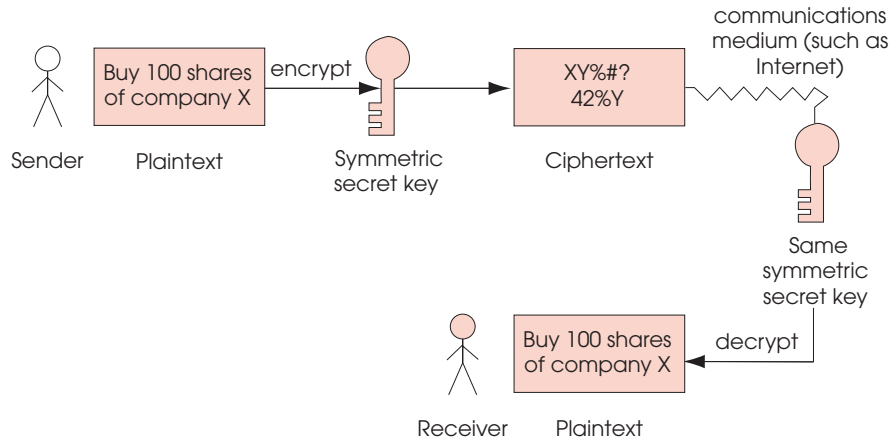 communications
medium (such as
Internet)
Buy 100 shares
of company X
encrypt
XY%#?
42%Y
Sender
Plaintext
Symmetric
secret key
Ciphertext
Same
symmetric
secret key
Buy 100 shares
of company X
decrypt
Receiver
Plaintext